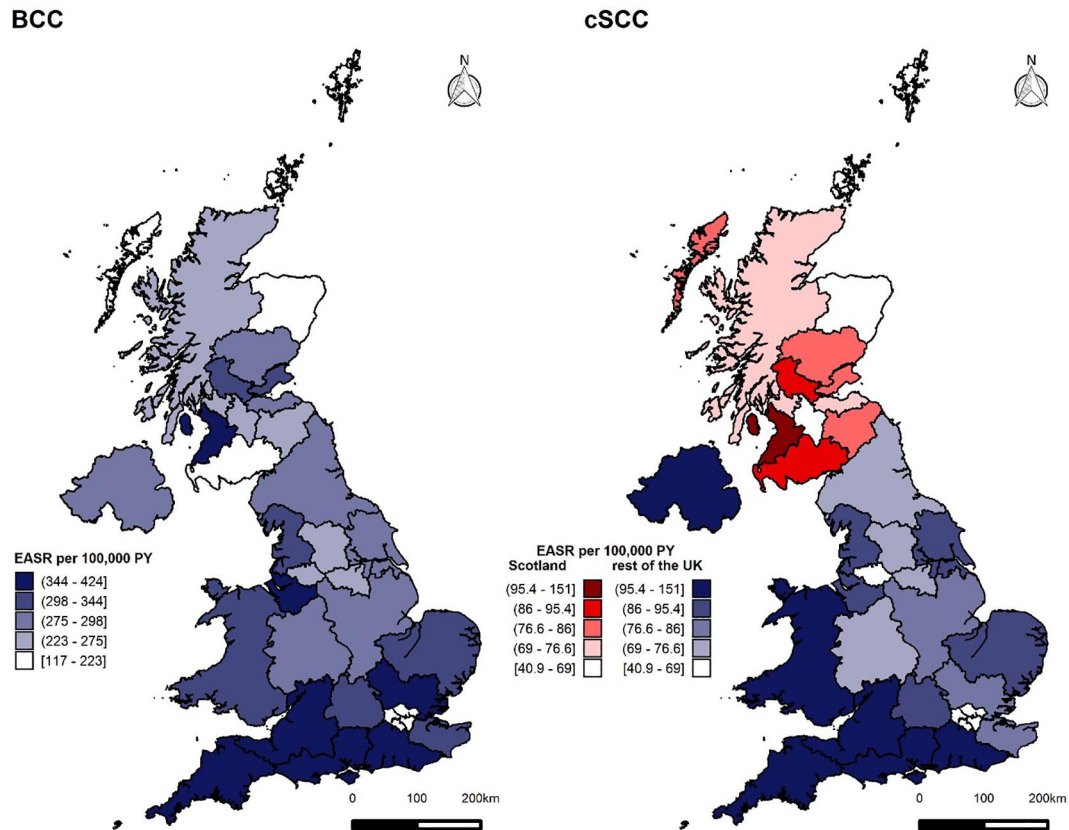 BCC
N
EASR per 100,000 PY
(344 - 424]
(298 - 344]
(275 - 298]
(223 - 275]
[117 - 223]
0 100 200km
cSCC
N
EASR per 100,000 PY
Scotland rest of the UK
(95.4 - 151] (95.4 - 151]
(86 - 95.4] (86 - 95.4]
(76.6 - 86] (76.6 - 86]
(69 - 76.6] (69 - 76.6]
[40.9 - 69] [40.9 - 69]
0 100 200km